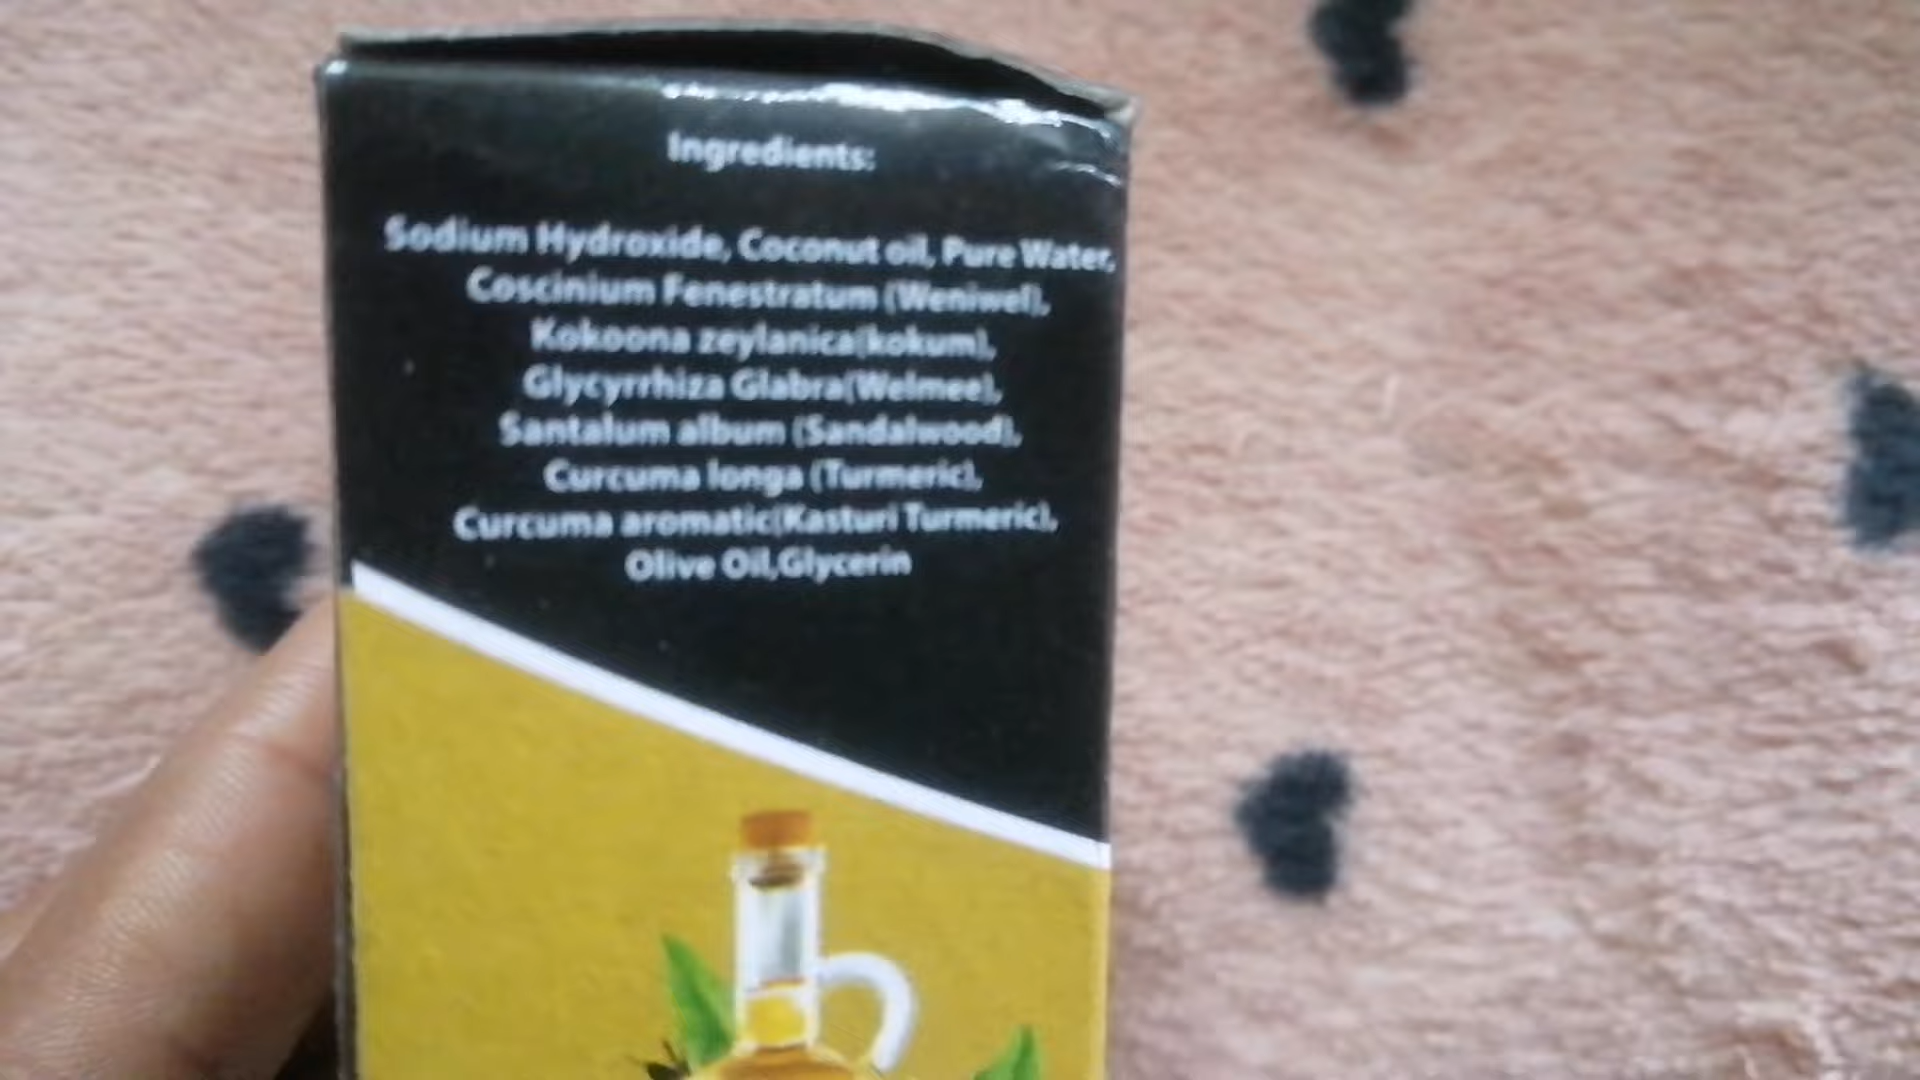 Ingredients:
Sodium Hydroxide, Coconut oil, Pure Water,
Coscinium Fenestratum (Weniwel),
Kokoona zeylanica(kokum),
Glycyrrhiza Glabra(Welmee),
Santalum album (Sandalwood),
Curcuma longa (Turmeric),
Curcuma aromatic(Kasturi Turmeric),
Olive Oil,Glycerin